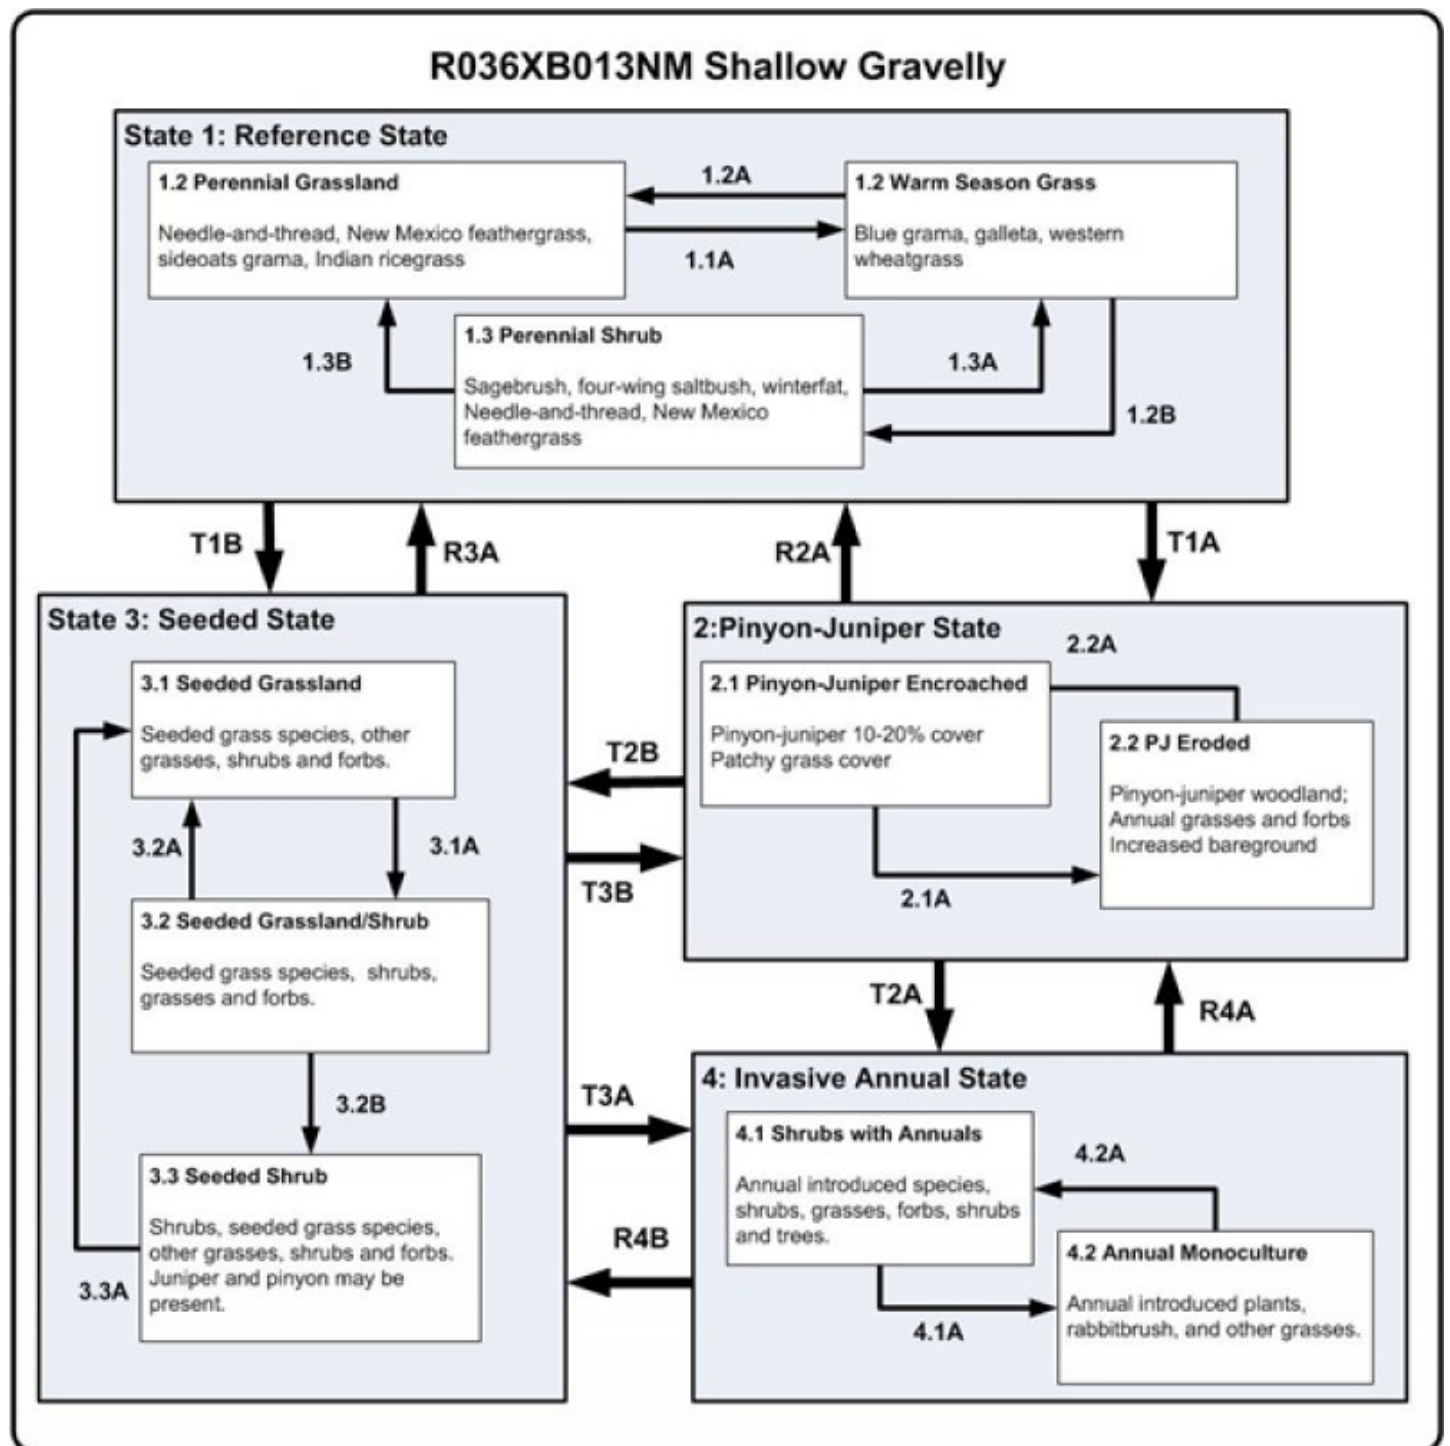 R036XB013NM Shallow Gravelly
State 1: Reference State
1.2 Perennial Grassland
Needle-and-thread, New Mexico feathergrass,
sideoats grama, Indian ricegrass
1.2A
1.1A
1.2 Warm Season Grass
Blue grama, galleta, western
wheatgrass
1.3B
1.3 Perennial Shrub
Sagebrush, four-wing saltbush, winterfat,
Needle-and-thread, New Mexico
feathergrass
1.3A
1.2B
T1B
R3A
R2A
T1A
State 3: Seeded State
3.1 Seeded Grassland
Seeded grass species, other
grasses, shrubs and forbs.
3.2A
3.1A
3.2 Seeded Grassland/Shrub
Seeded grass species, shrubs,
grasses and forbs.
3.2B
3.3 Seeded Shrub
Shrubs, seeded grass species,
other grasses, shrubs and forbs.
Juniper and pinyon may be
present.
3.3A
T2B
T3B
2:Pinyon-Juniper State
2.2A
2.1 Pinyon-Juniper Encroached
Pinyon-juniper 10-20% cover
Patchy grass cover
2.2 PJ Eroded
Pinyon-juniper woodland;
Annual grasses and forbs
Increased bareground
2.1A
T2A
R4A
T3A
R4B
4: Invasive Annual State
4.1 Shrubs with Annuals
Annual introduced species,
shrubs, grasses, forbs, shrubs
and trees.
4.2A
4.2 Annual Monoculture
Annual introduced plants,
rabbitbrush, and other grasses.
4.1A